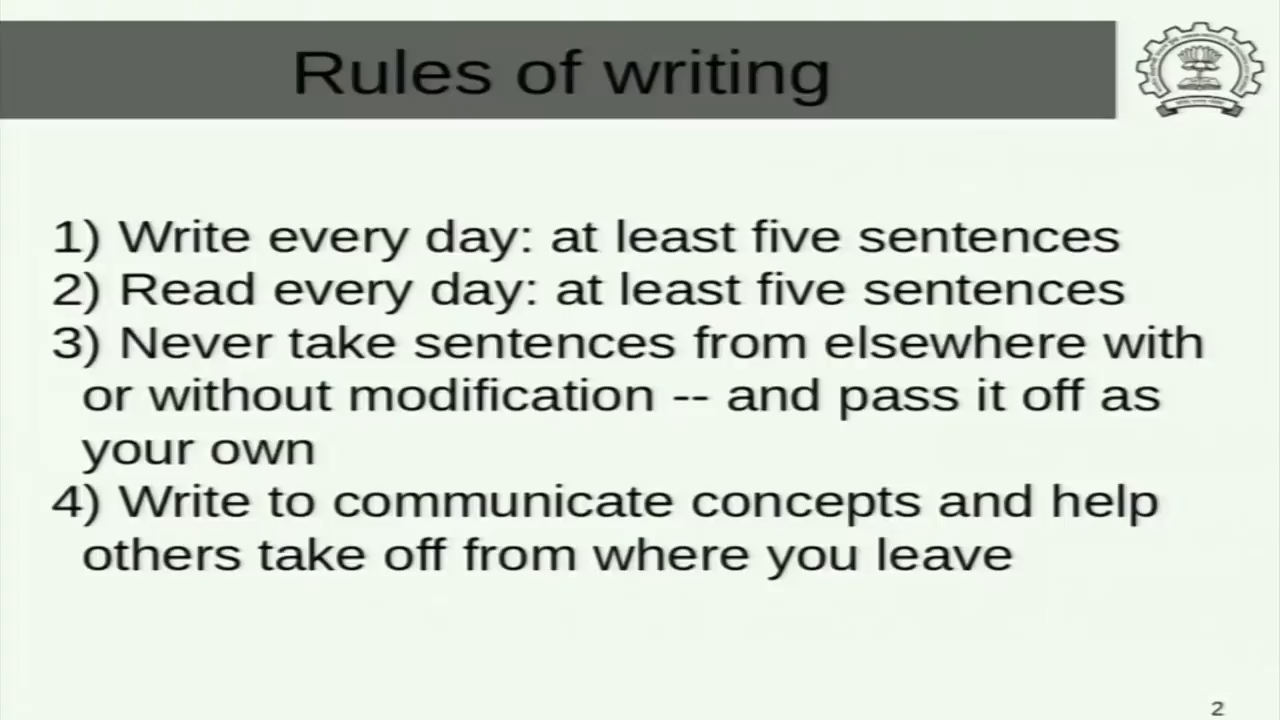 Rules of writing
1) Write every day: at least five sentences
2) Read every day: at least five sentences
3) Never take sentences from elsewhere with
or without modification -- and pass it off as
your own
4) Write to communicate concepts and help
others take off from where you leave
2